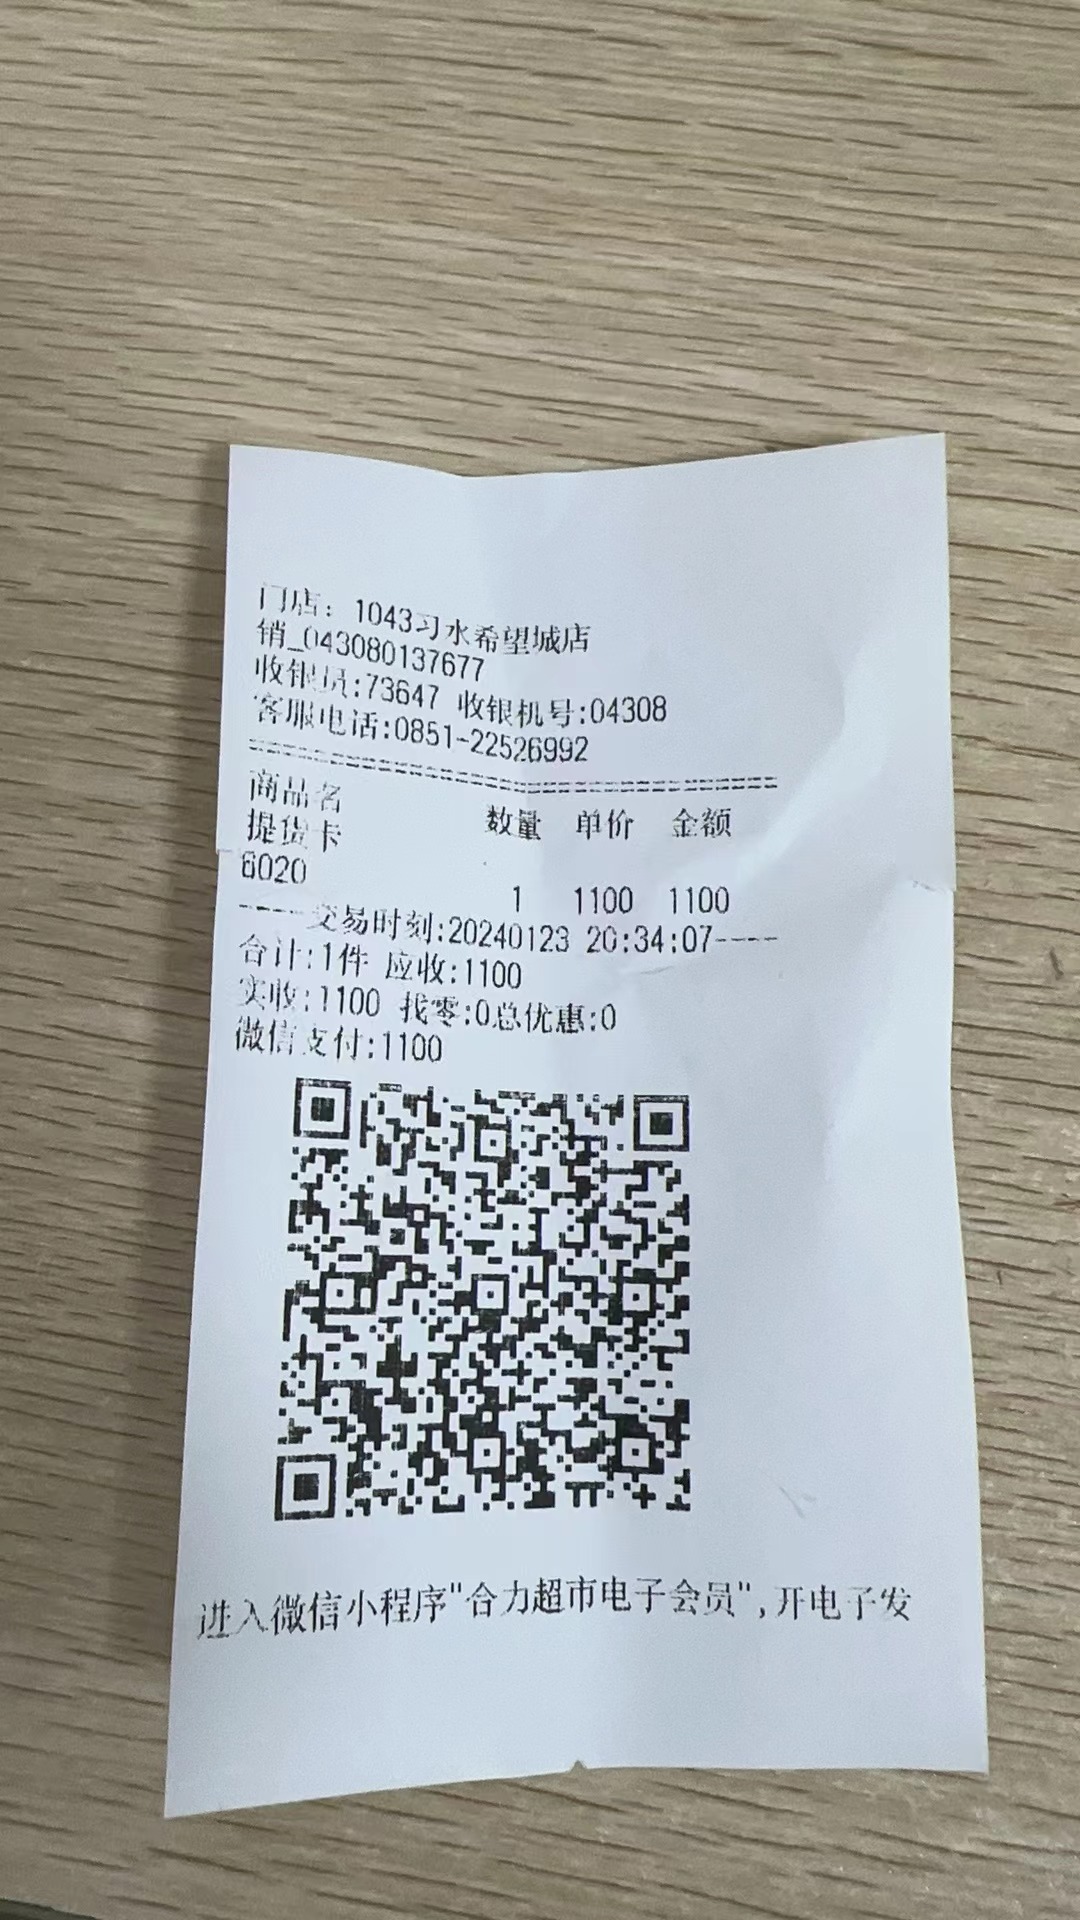 门店：1043习水希望城店
销_043080137677
收银员:73647 收银机号:04308
客服电话:0851-22526992
商品名 数量 单价 金额
提货卡
6020
1 1100 1100
----交易时刻:20240123 20:34:07----
合计:1件 应收:1100
实收:1100 找零:0总优惠:0
微信支付:1100
进入微信小程序"合力超市电子会员",开电子发